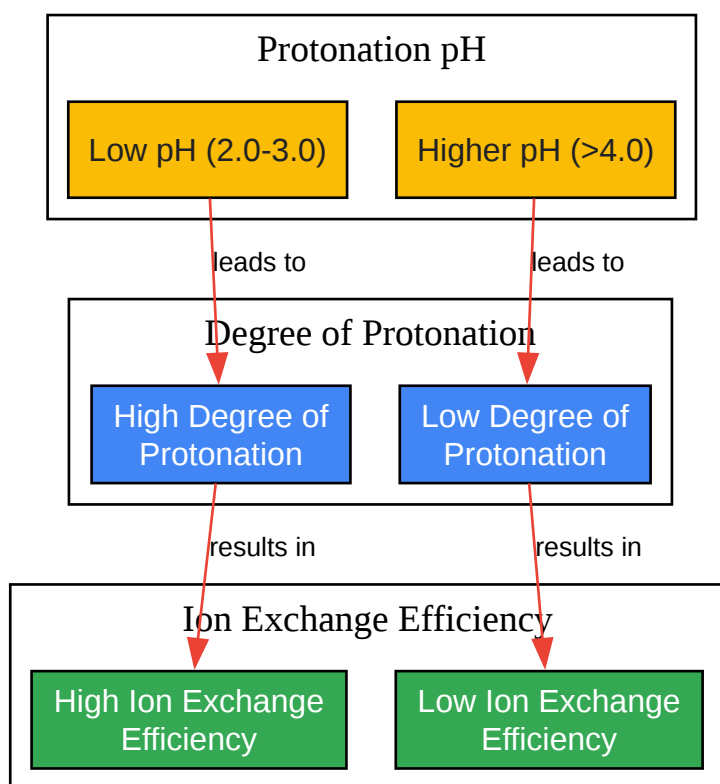 Protonation pH
Low pH (2.0-3.0)
Higher pH (>4.0)
leads to
leads to
Degree of Protonation
High Degree of
Protonation
Low Degree of
Protonation
results in
results in
Ion Exchange Efficiency
High Ion Exchange
Efficiency
Low Ion Exchange
Efficiency